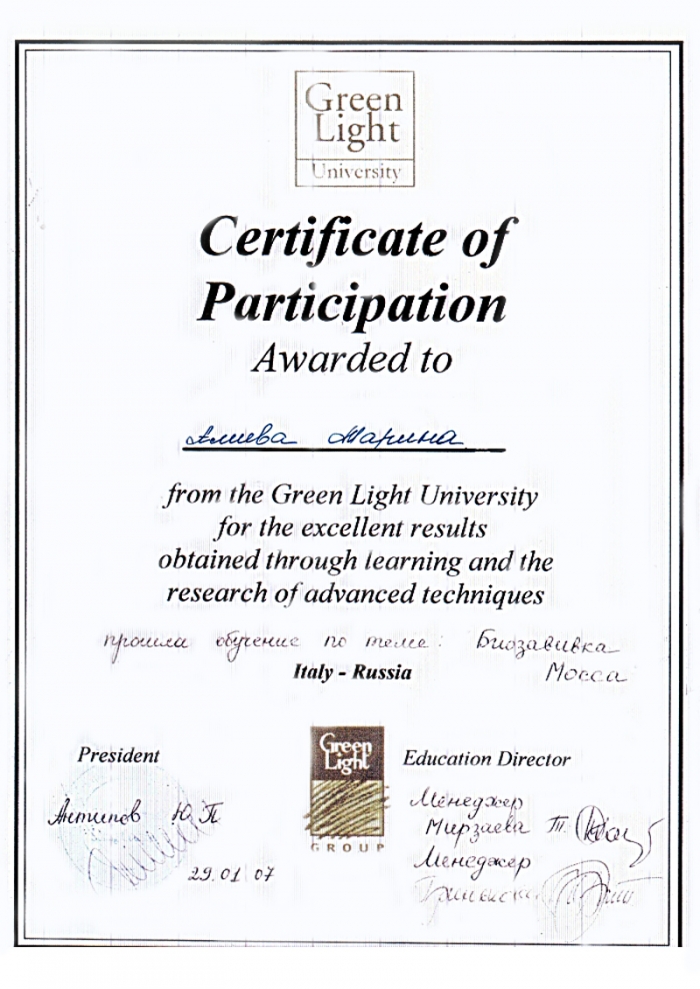 Green
Light
University
Certificate of
Participation
Awarded to
Алиева Марина
from the Green Light University
for the excellent results
obtained through learning and the
research of advanced techniques
прошла обучение по теме: Биозавивка
Мосса
Italy - Russia
President
Антипов Ю.П
29.01 07
Green
Light
GROUP
Education Director
Менеджер
Мирзаева Т.
Менеджер